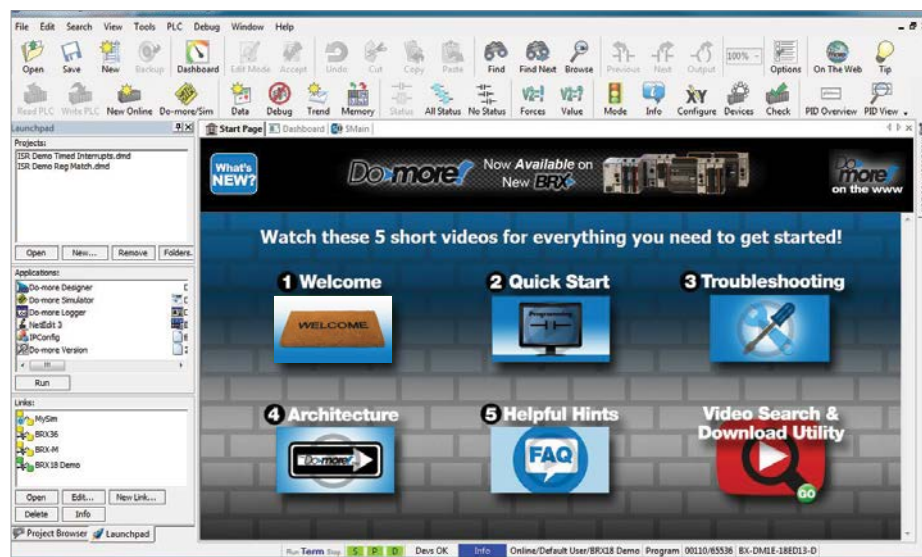 File Edit Search View Tools PLC Debug Window Help
Open Save New Backup Dashboard Edit Mode Accept Undo Cut Copy Paste Find Find Next Browse Previous Next Output 100% Options On The Web Tip
Read PLC Write PLC New Online Do-more/Sim Data Debug Trend Memory Status All Status No Status Forces Value Mode Info Configure Devices Check PID Overview PID View
Launchpad
Start Page Dashboard $Main
Projects:
ISR Demo Timed Interrupts.dmd
ISR Demo Reg Match.dmd
Open New... Remove Folders.
Applications:
Do-more Designer
Do-more Simulator
Do-more Logger
NetEdit 3
IPConfig
Do-more Version
Run
Links:
MySim
BRX36
BRX-M
BRX18 Demo
Open Edit... New Link...
Delete Info
Project Browser Launchpad
What's NEW?
Do-more! Now Available on New BRX
Do-more! on the www
Watch these 5 short videos for everything you need to get started!
1 Welcome
WELCOME
2 Quick Start
Programming
3 Troubleshooting
4 Architecture
Do-more!
5 Helpful Hints
FAQ
Video Search & Download Utility
GO
Run Term Stop S P D Devs OK Info Online/Default User/BRX18 Demo Program 00110/65536 BX-DM1E-18ED13-D